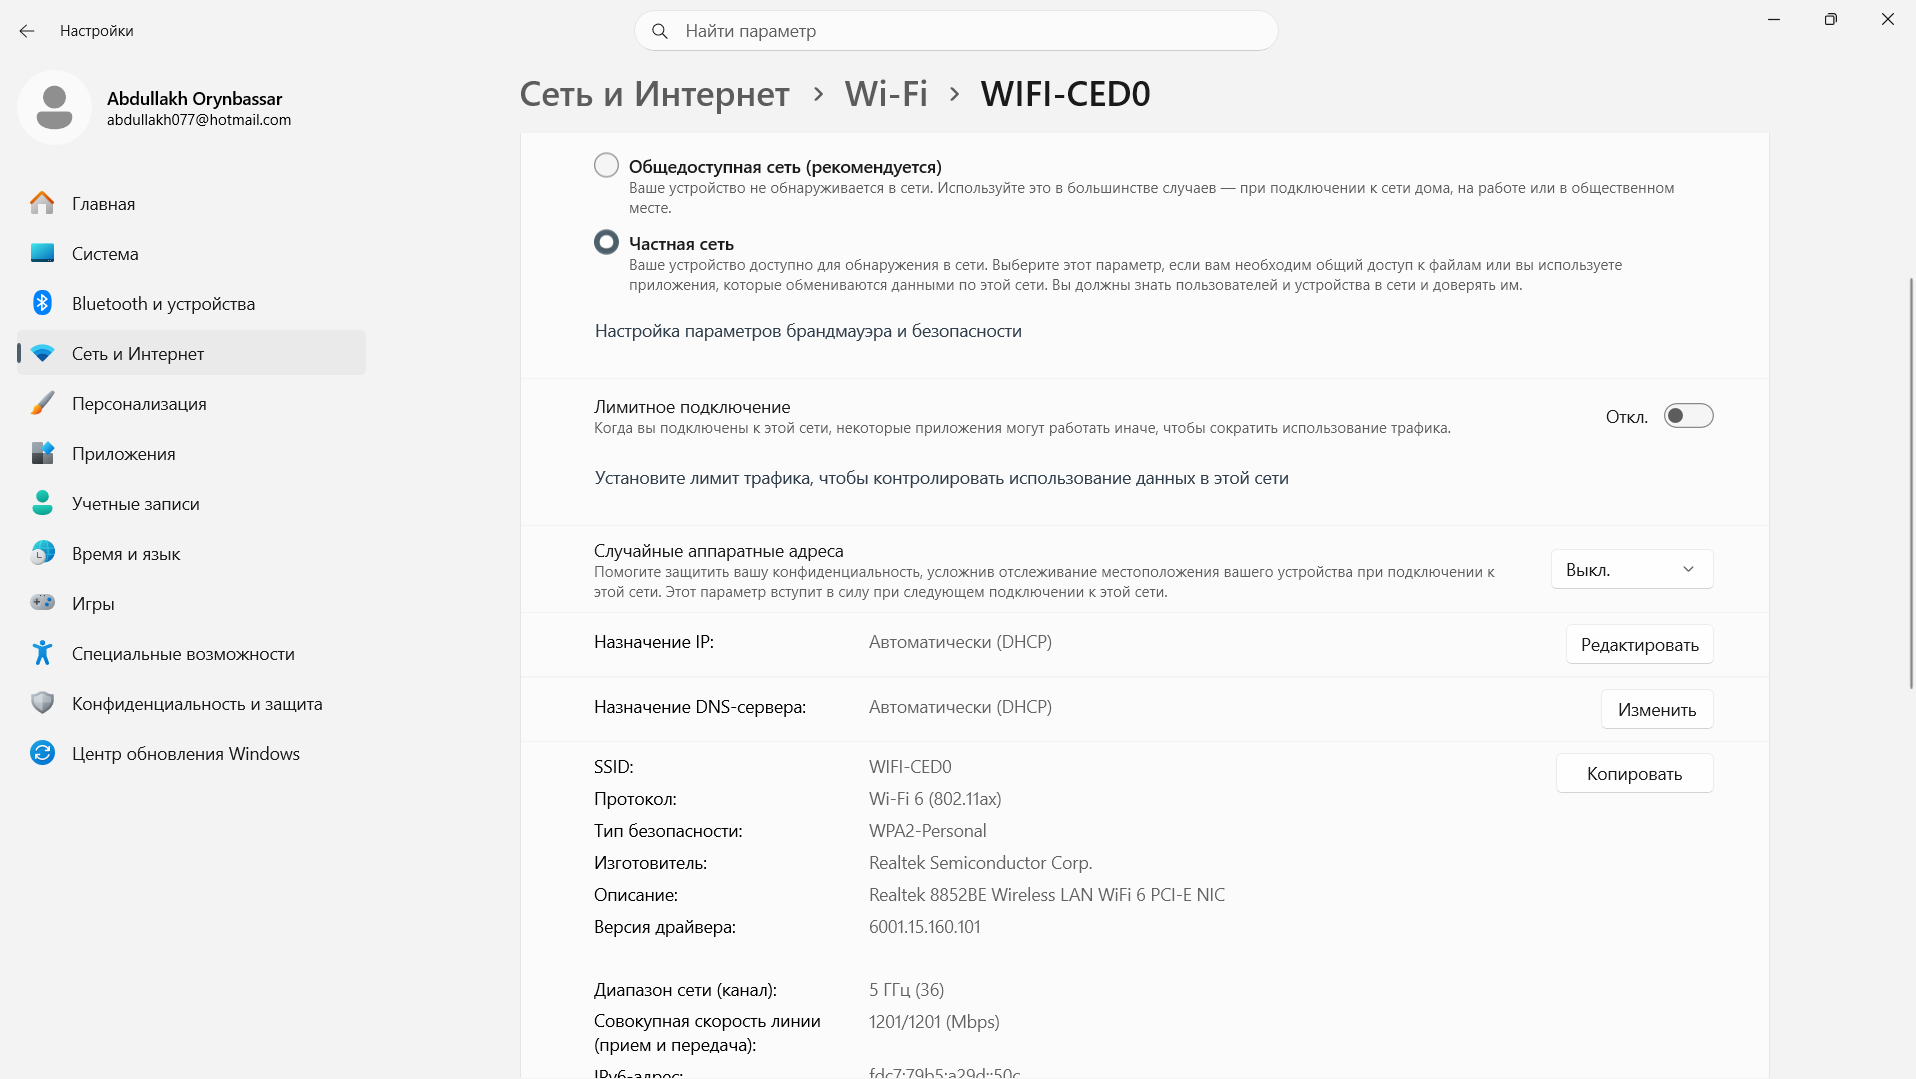 Настройки
Найти параметр
Abdullakh Orynbassar
abdullakh077@hotmail.com
Главная
Система
Bluetooth и устройства
Сеть и Интернет
Персонализация
Приложения
Учетные записи
Время и язык
Игры
Специальные возможности
Конфиденциальность и защита
Центр обновления Windows
Сеть и Интернет > Wi-Fi > WIFI-CED0
Общедоступная сеть (рекомендуется)
Ваше устройство не обнаруживается в сети. Используйте это в большинстве случаев — при подключении к сети дома, на работе или в общественном
месте.
Частная сеть
Ваше устройство доступно для обнаружения в сети. Выберите этот параметр, если вам необходим общий доступ к файлам или вы используете
приложения, которые обмениваются данными по этой сети. Вы должны знать пользователей и устройства в сети и доверять им.
Настройка параметров брандмауэра и безопасности
Лимитное подключение
Когда вы подключены к этой сети, некоторые приложения могут работать иначе, чтобы сократить использование трафика.
Откл.
Установите лимит трафика, чтобы контролировать использование данных в этой сети
Случайные аппаратные адреса
Помогите защитить вашу конфиденциальность, усложнив отслеживание местоположения вашего устройства при подключении к
этой сети. Этот параметр вступит в силу при следующем подключении к этой сети.
Выкл.
Назначение IP: Автоматически (DHCP) Редактировать
Назначение DNS-сервера: Автоматически (DHCP) Изменить
SSID: WIFI-CED0 Копировать
Протокол: Wi-Fi 6 (802.11ax)
Тип безопасности: WPA2-Personal
Изготовитель: Realtek Semiconductor Corp.
Описание: Realtek 8852BE Wireless LAN WiFi 6 PCI-E NIC
Версия драйвера: 6001.15.160.101
Диапазон сети (канал): 5 ГГц (36)
Совокупная скорость линии 1201/1201 (Mbps)
(прием и передача):
IPv6-адрес: fdc7:79b5:a29d::50c